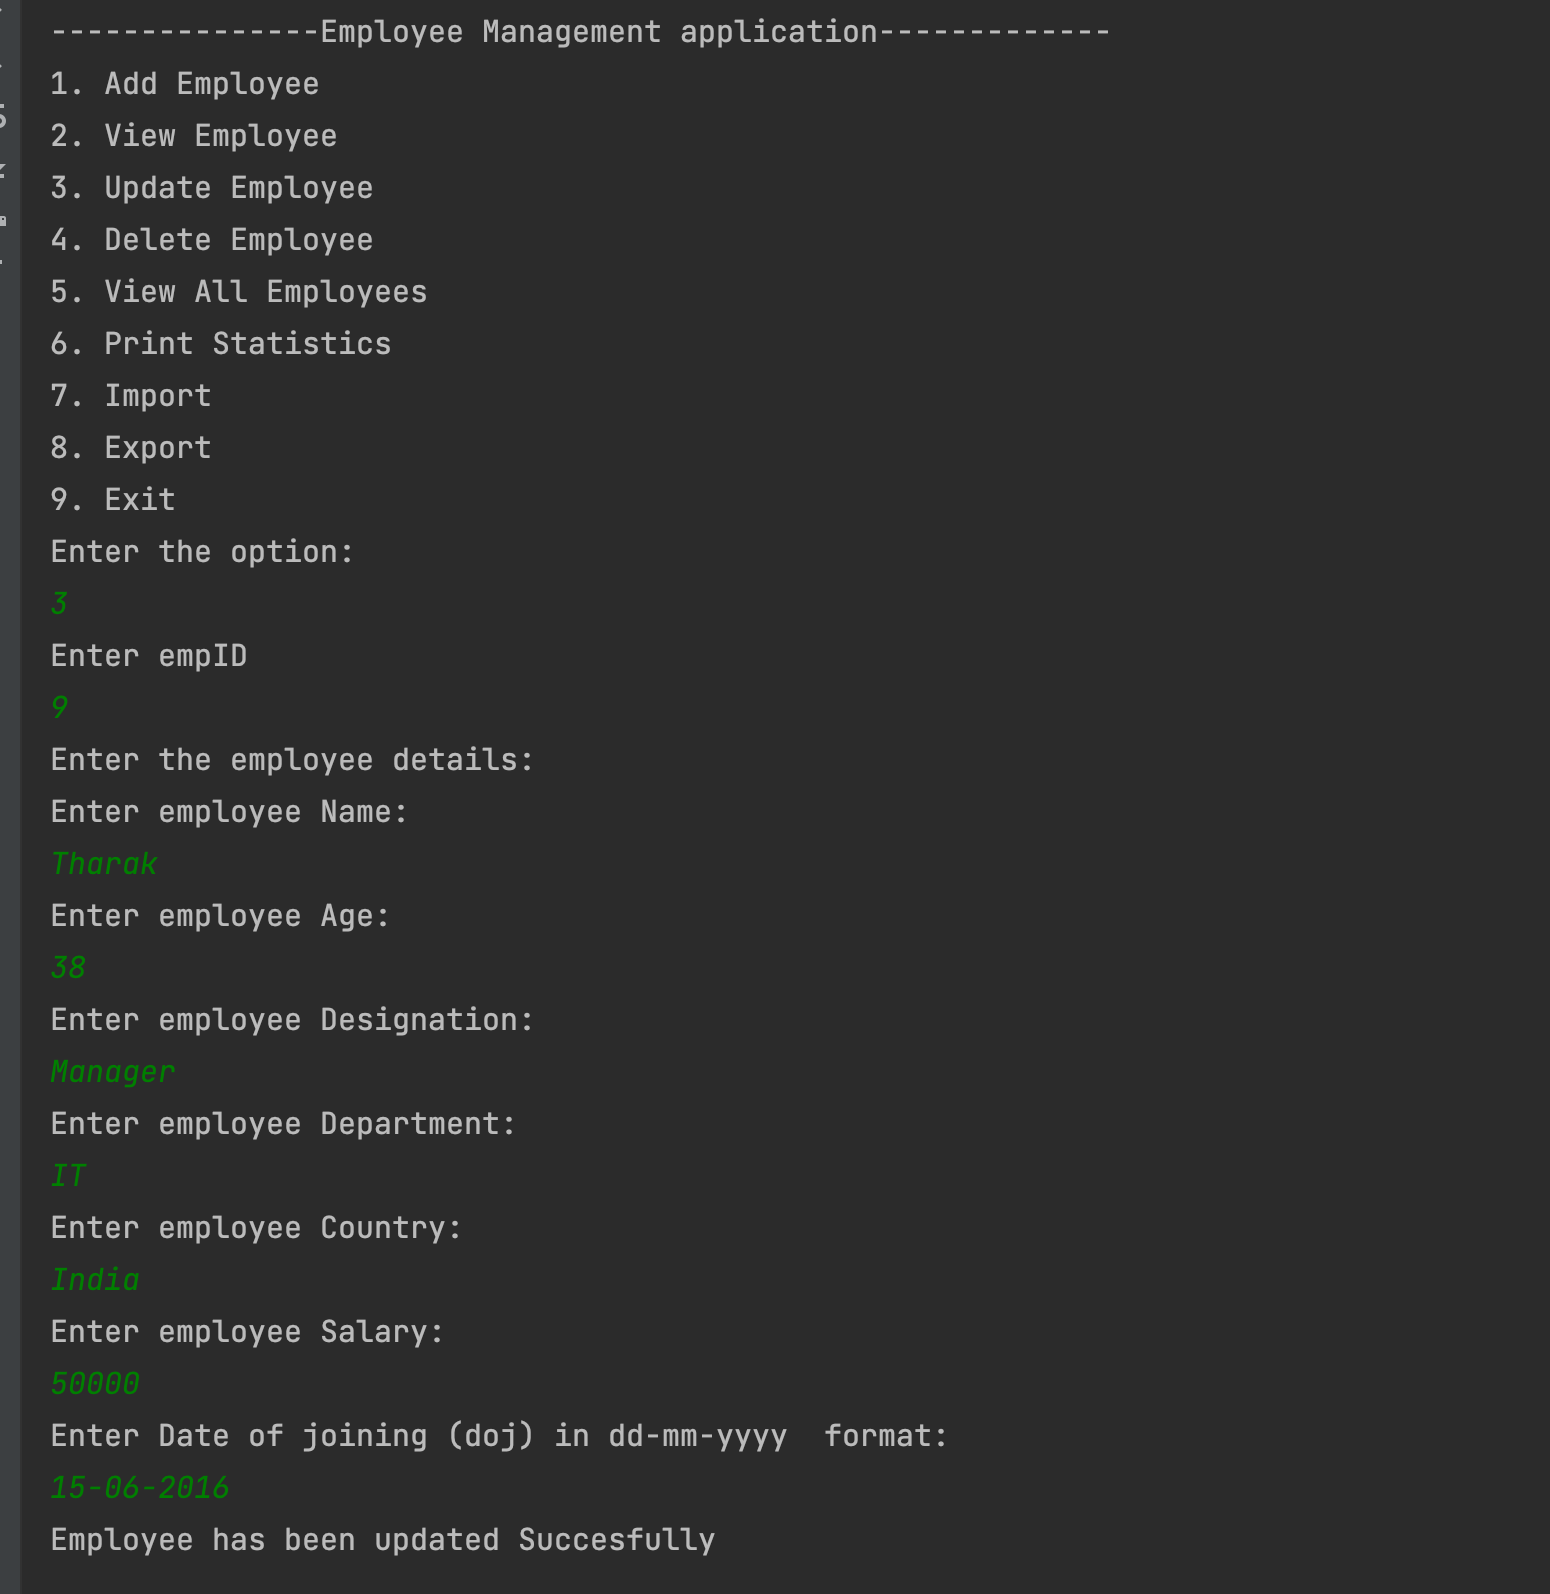 ---------------Employee Management application-------------
1. Add Employee
2. View Employee
3. Update Employee
4. Delete Employee
5. View All Employees
6. Print Statistics
7. Import
8. Export
9. Exit
Enter the option:
3
Enter empID
9
Enter the employee details:
Enter employee Name:
Tharak
Enter employee Age:
38
Enter employee Designation:
Manager
Enter employee Department:
IT
Enter employee Country:
India
Enter employee Salary:
50000
Enter Date of joining (doj) in dd-mm-yyyy  format:
15-06-2016
Employee has been updated Succesfully